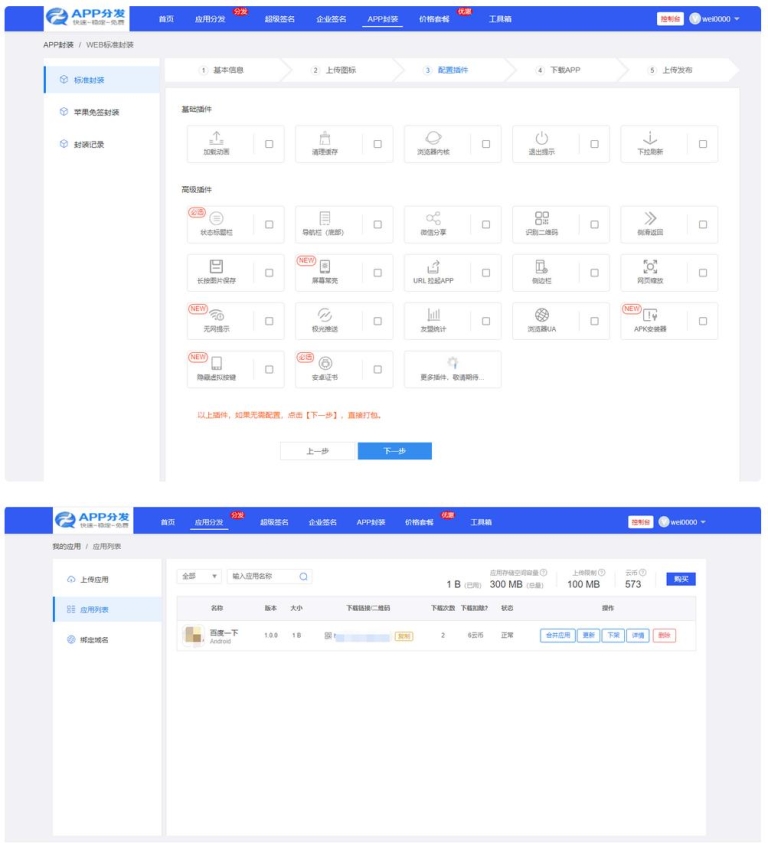 APP分发
快速-稳定-免费
首页
应用分发
分发
超级签名
企业签名
APP封装
价格套餐
优惠
工具箱
控制台
wei0000
APP封装 / WEB标准封装
标准封装
苹果免签封装
封装记录
1 基本信息
2 上传图标
3 配置插件
4 下载APP
5 上传发布
基础插件
加载动画
清理缓存
浏览器内核
退出提示
下拉刷新
高级插件
必选
状态标题栏
导航栏（底部）
微信分享
识别二维码
侧滑返回
长按图片保存
NEW
屏幕常亮
URL 拉起APP
侧边栏
网页缩放
NEW
无网提示
极光推送
友盟统计
浏览器UA
NEW
APK安装器
NEW
隐藏虚拟按键
必选
安卓证书
更多插件，敬请期待...
以上插件，如果无需配置，点击【下一步】，直接打包。
上一步
下一步
APP分发
快速-稳定-免费
首页
应用分发
分发
超级签名
企业签名
APP封装
价格套餐
优惠
工具箱
控制台
wei0000
我的应用 / 应用列表
上传应用
应用列表
绑定域名
全部
输入应用名称
应用存储空间容量
1 B (已用) 300 MB (总量)
上传限制
100 MB
云币
573
购买
名称 版本 大小 下载链接/二维码 下载次数 下载扣除? 状态 操作
百度一下
Android
1.0.0
1 B
复制
2
6云币
正常
合并应用
更新
下架
详情
删除